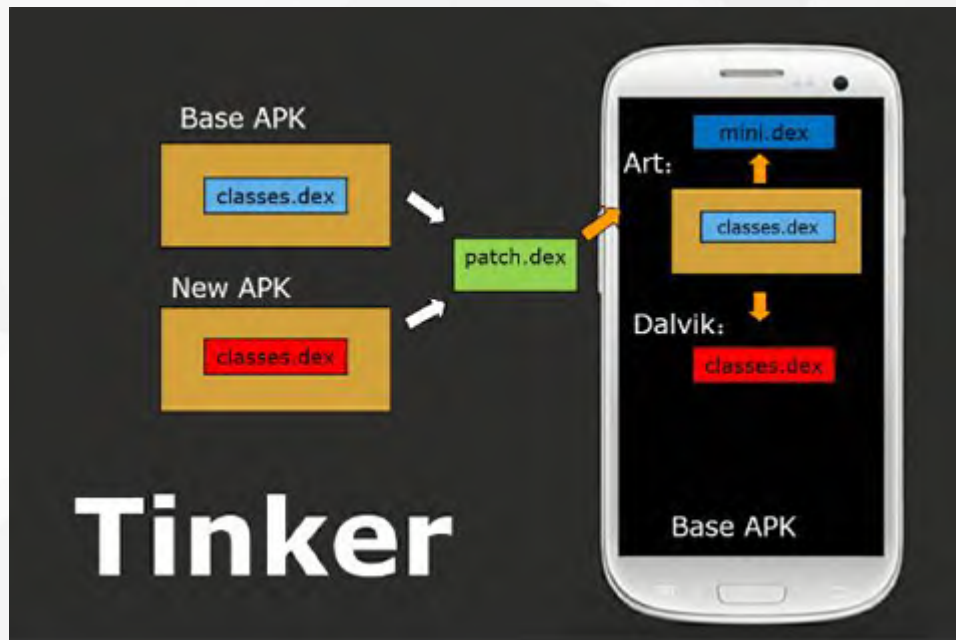 Base APK
classes.dex
New APK
classes.dex
patch.dex
Tinker
mini.dex
Art：
classes.dex
Dalvik：
classes.dex
Base APK